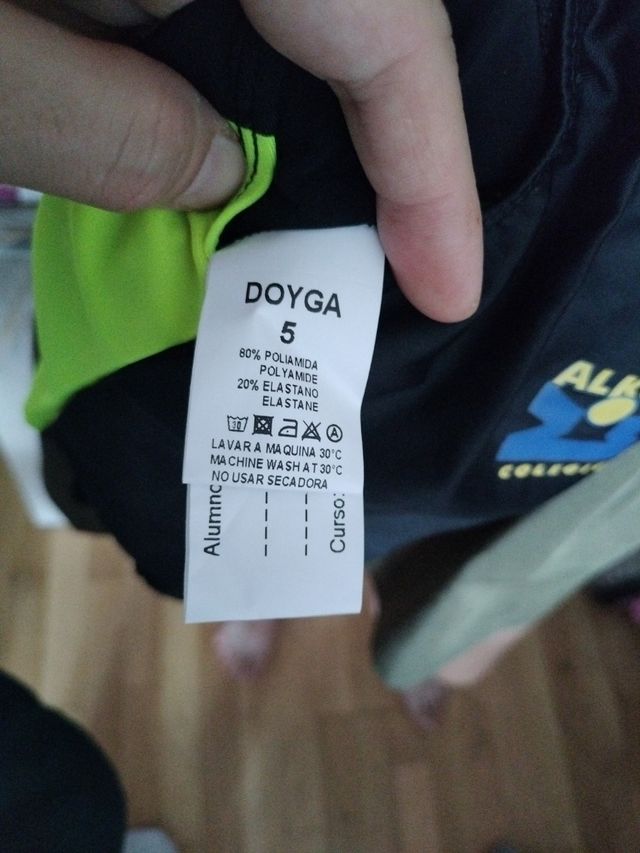 DOYGA
5
80% POLIAMIDA
POLYAMIDE
20% ELASTANO
ELASTANE
30
A
LAVAR A MAQUINA 30°C
MACHINE WASH AT 30°C
NO USAR SECADORA
Curso: